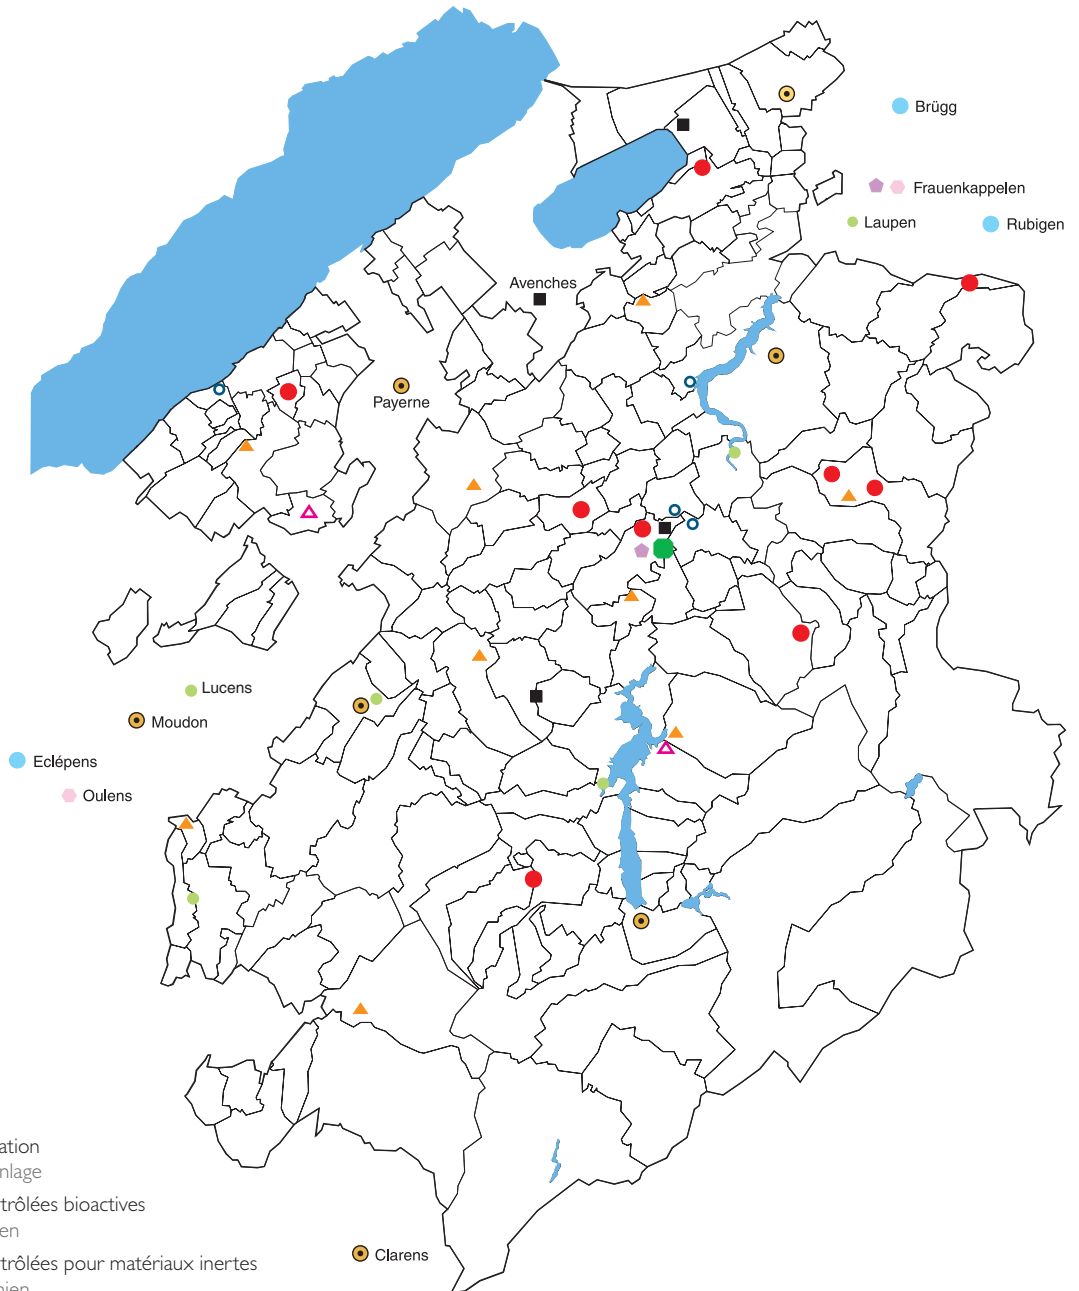 Brügg
Frauenkappelen
Laupen
Rubigen
Avenches
Payerne
Lucens
Moudon
Eclépens
Oulens
ation
nlage
trôlées bioactives
en
Clarens
trôlées pour matériaux inertes